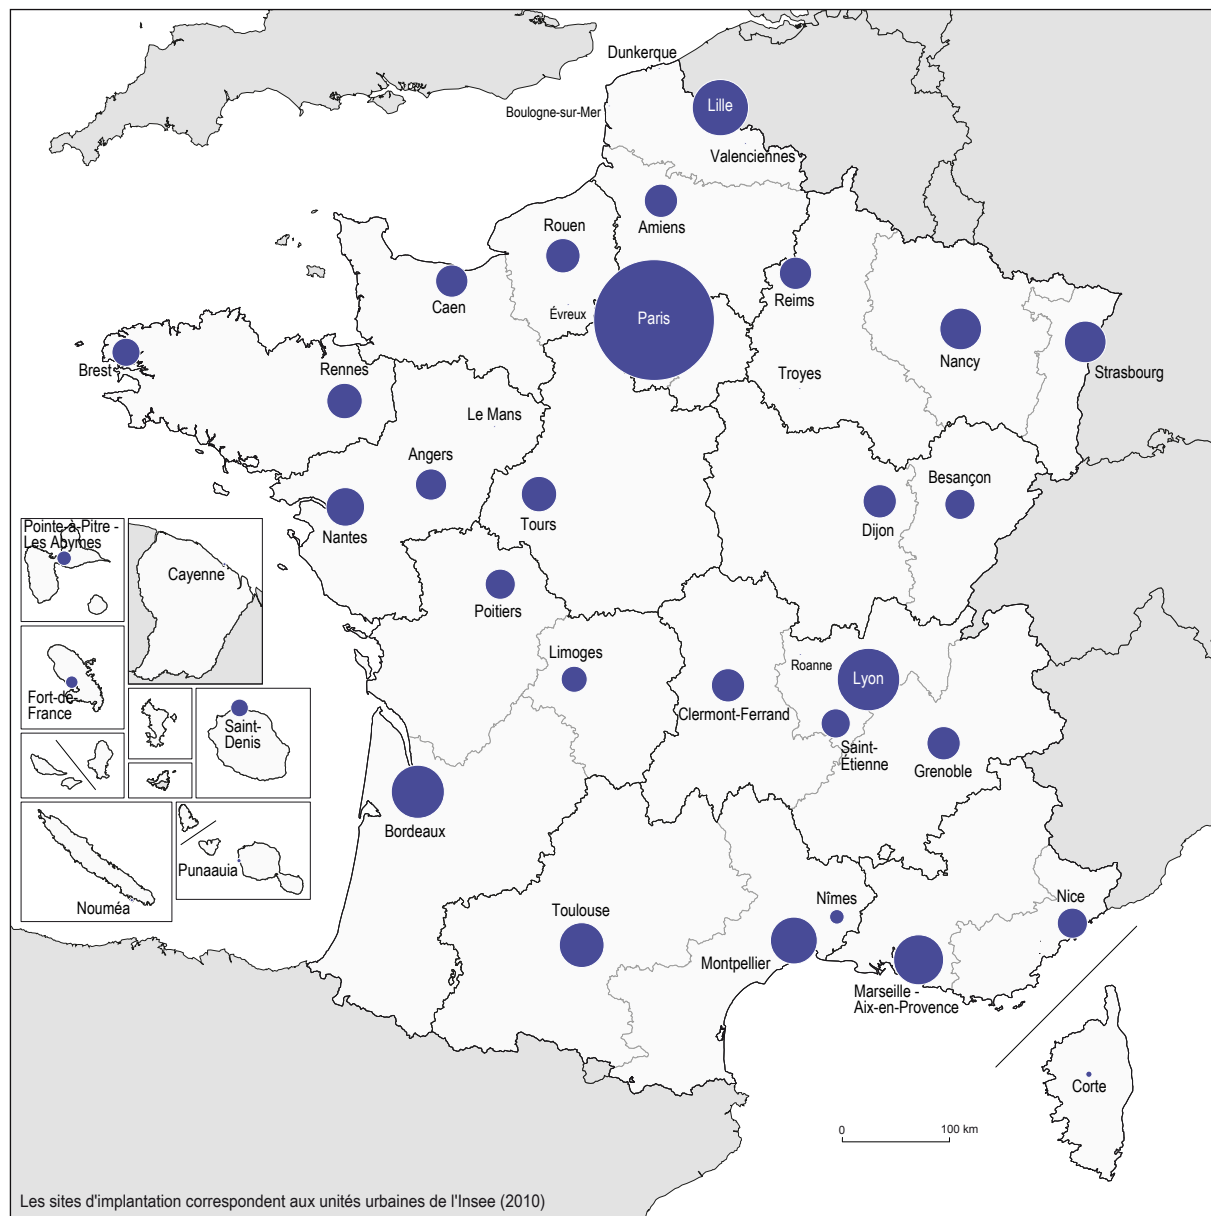 Dunkerque
Lille
Boulogne-sur-Mer
Valenciennes
Amiens
Rouen
Reims
Caen
Évreux
Paris
Nancy
Strasbourg
Brest
Rennes
Troyes
Le Mans
Angers
Besançon
Nantes
Tours
Dijon
Pointe-à-Pitre -
Les Abymes
Cayenne
Poitiers
Limoges
Roanne
Lyon
Fort-de-
France
Saint-
Denis
Clermont-Ferrand
Saint-
Étienne
Grenoble
Bordeaux
Punaauia
Nouméa
Nîmes
Nice
Toulouse
Montpellier
Marseille -
Aix-en-Provence
Corte
0 100 km
Les sites d'implantation correspondent aux unités urbaines de l'Insee (2010)